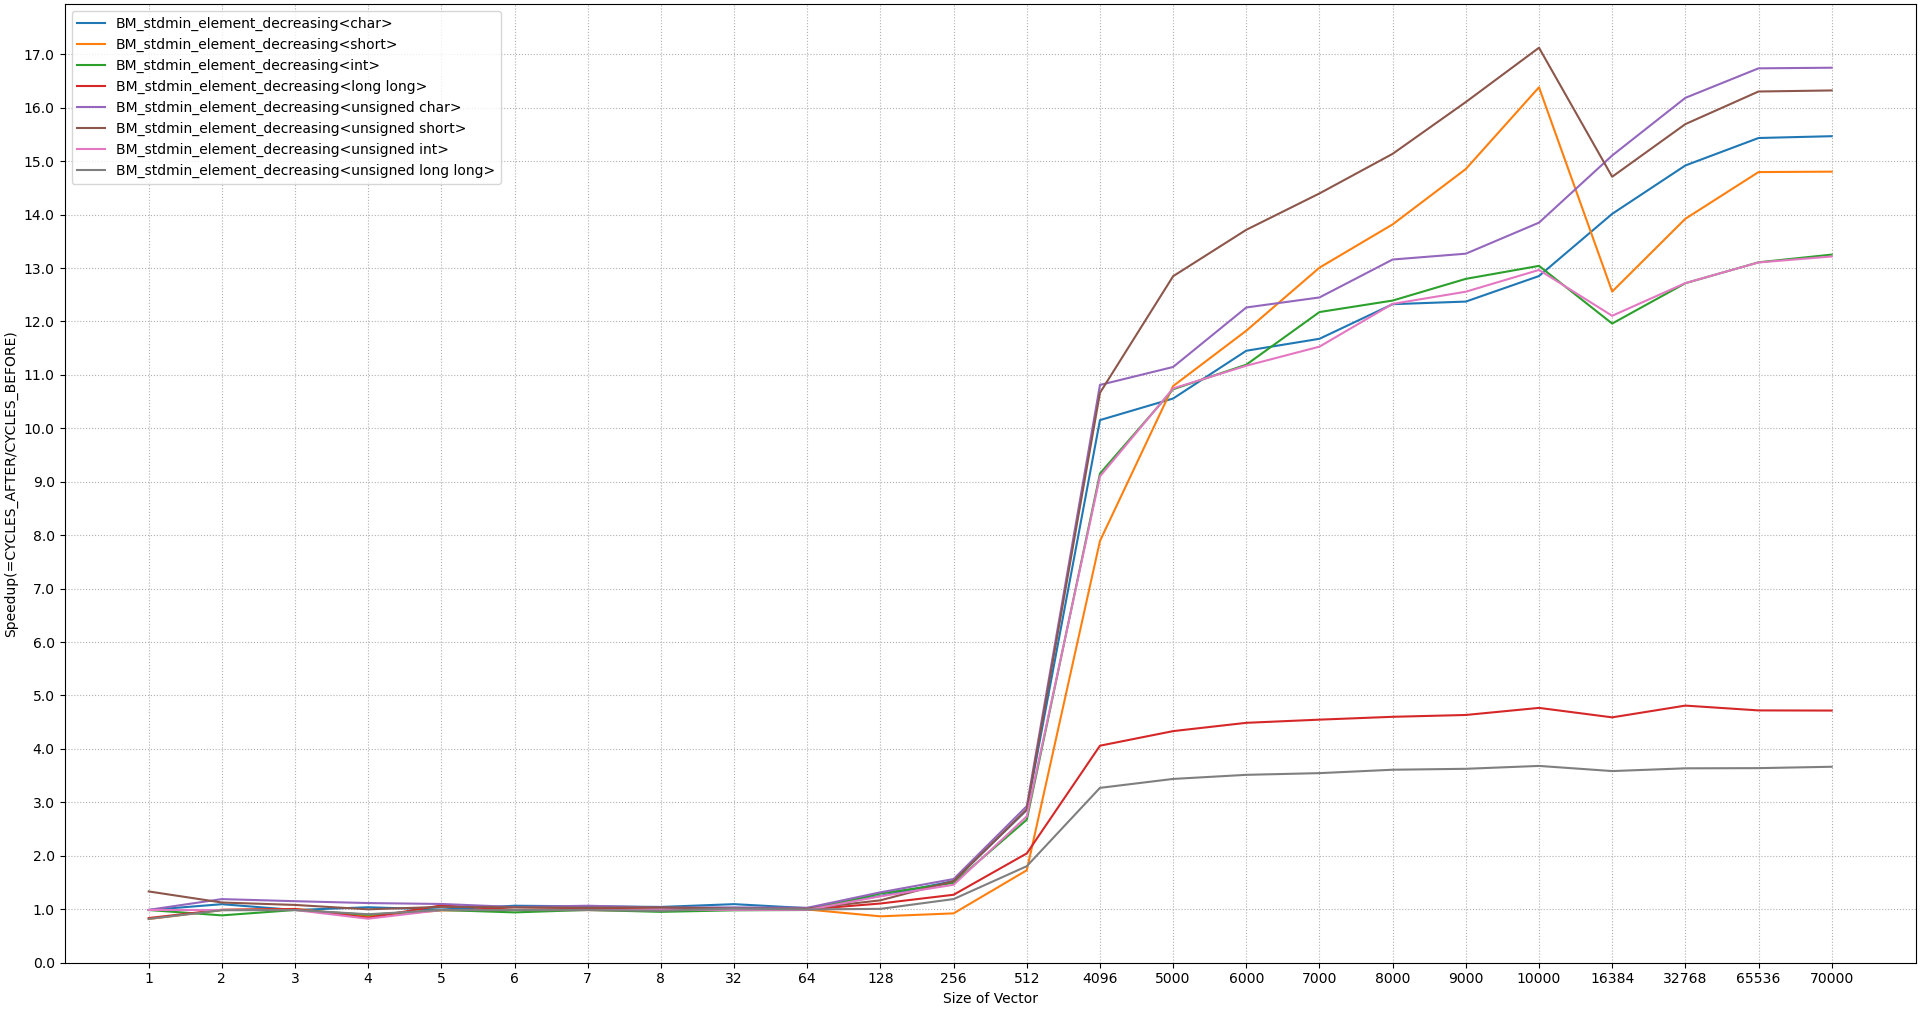 BM_stdmin_element_decreasing<char>
BM_stdmin_element_decreasing<short>
BM_stdmin_element_decreasing<int>
BM_stdmin_element_decreasing<long long>
BM_stdmin_element_decreasing<unsigned char>
BM_stdmin_element_decreasing<unsigned short>
BM_stdmin_element_decreasing<unsigned int>
BM_stdmin_element_decreasing<unsigned long long>
Speedup(=CYCLES_AFTER/CYCLES_BEFORE)
17.0
16.0
15.0
14.0
13.0
12.0
11.0
10.0
9.0
8.0
7.0
6.0
5.0
4.0
3.0
2.0
1.0
0.0
1 2 3 4 5 6 7 8 32 64 128 256 512 4096 5000 6000 7000 8000 9000 10000 16384 32768 65536 70000
Size of Vector